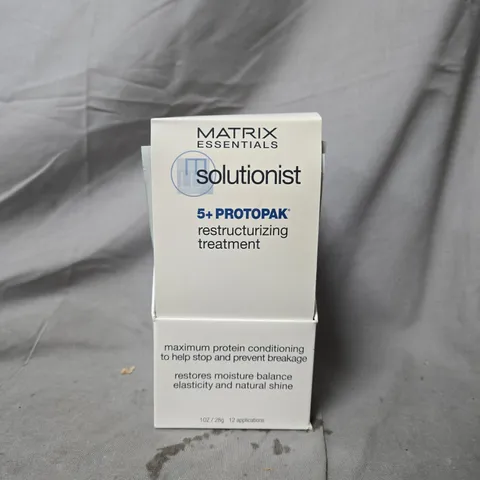 MATRIX
ESSENTIALS
solutionist
5+ PROTOPAK
restructurizing
treatment
maximum protein conditioning
to help stop and prevent breakage
restores moisture balance
elasticity and natural shine
1 OZ / 28g 12 applications